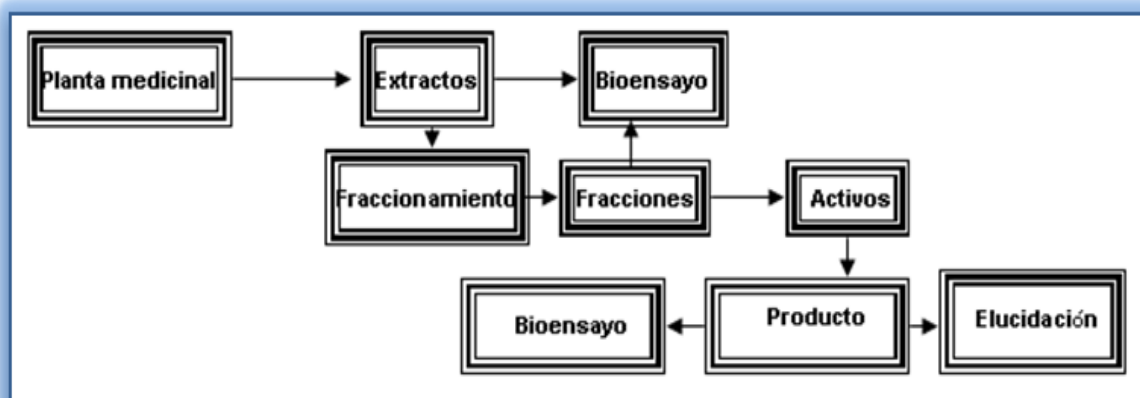 Planta medicinal
Extractos
Bioensayo
Fraccionamiento
Fracciones
Activos
Bioensayo
Producto
Elucidación